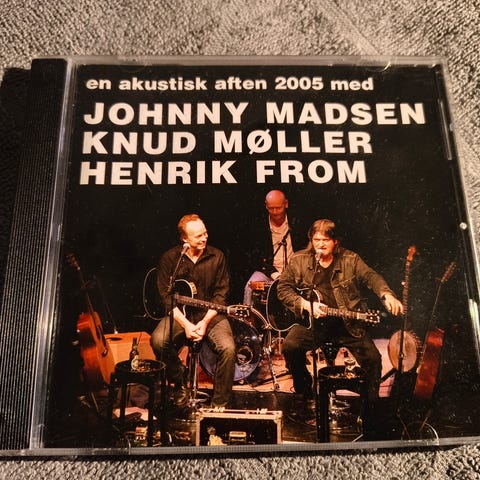 en akustisk aften 2005 med
JOHNNY MADSEN
KNUD MØLLER
HENRIK FROM